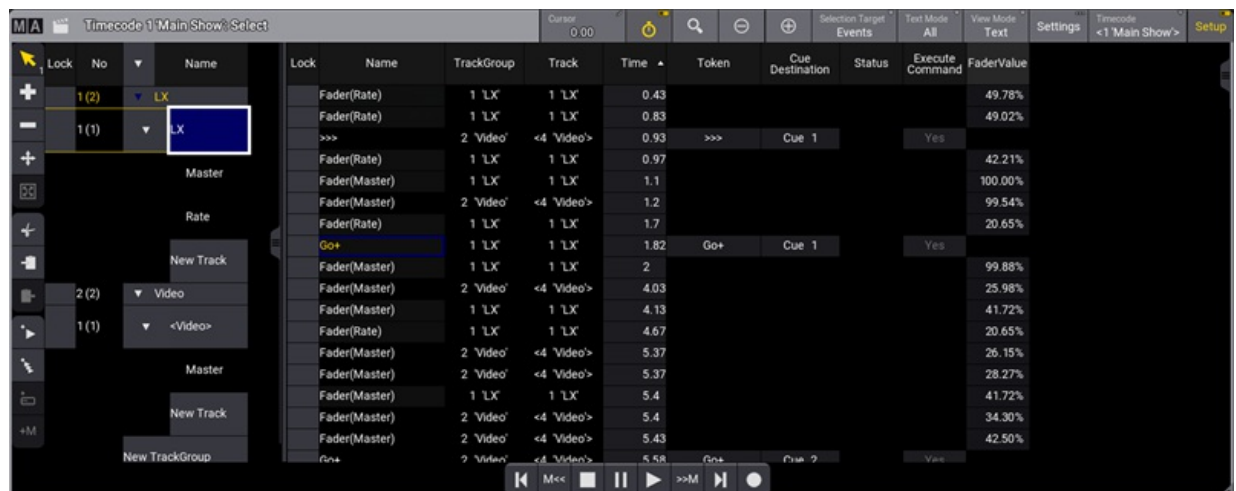 MA Timecode 1 'Main Show': Select Cursor 0.00 Selection Target Events Text Mode All View Mode Text Settings Timecode <1 'Main Show'> Setup
Lock No Name Lock Name TrackGroup Track Time Token Cue Destination Status Execute Command FaderValue
1 (2) LX Fader(Rate) 1 'LX' 1 'LX' 0.43 49.78%
Fader(Rate) 1 'LX' 1 'LX' 0.83 49.02%
1 (1) LX >>> 2 'Video' <4 'Video'> 0.93 >>> Cue 1 Yes
Fader(Rate) 1 'LX' 1 'LX' 0.97 42.21%
Master Fader(Master) 1 'LX' 1 'LX' 1.1 100.00%
Fader(Master) 2 'Video' <4 'Video'> 1.2 99.54%
Rate Fader(Rate) 1 'LX' 1 'LX' 1.7 20.65%
Go+ 1 'LX' 1 'LX' 1.82 Go+ Cue 1 Yes
New Track Fader(Master) 1 'LX' 1 'LX' 2 99.88%
2 (2) Video Fader(Master) 2 'Video' <4 'Video'> 4.03 25.98%
Fader(Master) 1 'LX' 1 'LX' 4.13 41.72%
1 (1) <Video> Fader(Rate) 1 'LX' 1 'LX' 4.67 20.65%
Fader(Master) 2 'Video' <4 'Video'> 5.37 26.15%
Master Fader(Master) 2 'Video' <4 'Video'> 5.37 28.27%
Fader(Master) 1 'LX' 1 'LX' 5.4 41.72%
New Track Fader(Master) 2 'Video' <4 'Video'> 5.4 34.30%
+M Fader(Master) 2 'Video' <4 'Video'> 5.43 42.50%
New TrackGroup Go+ 2 'Video' <4 'Video'> 5.58 Go+ Cue 2 Yes
M<< >>M